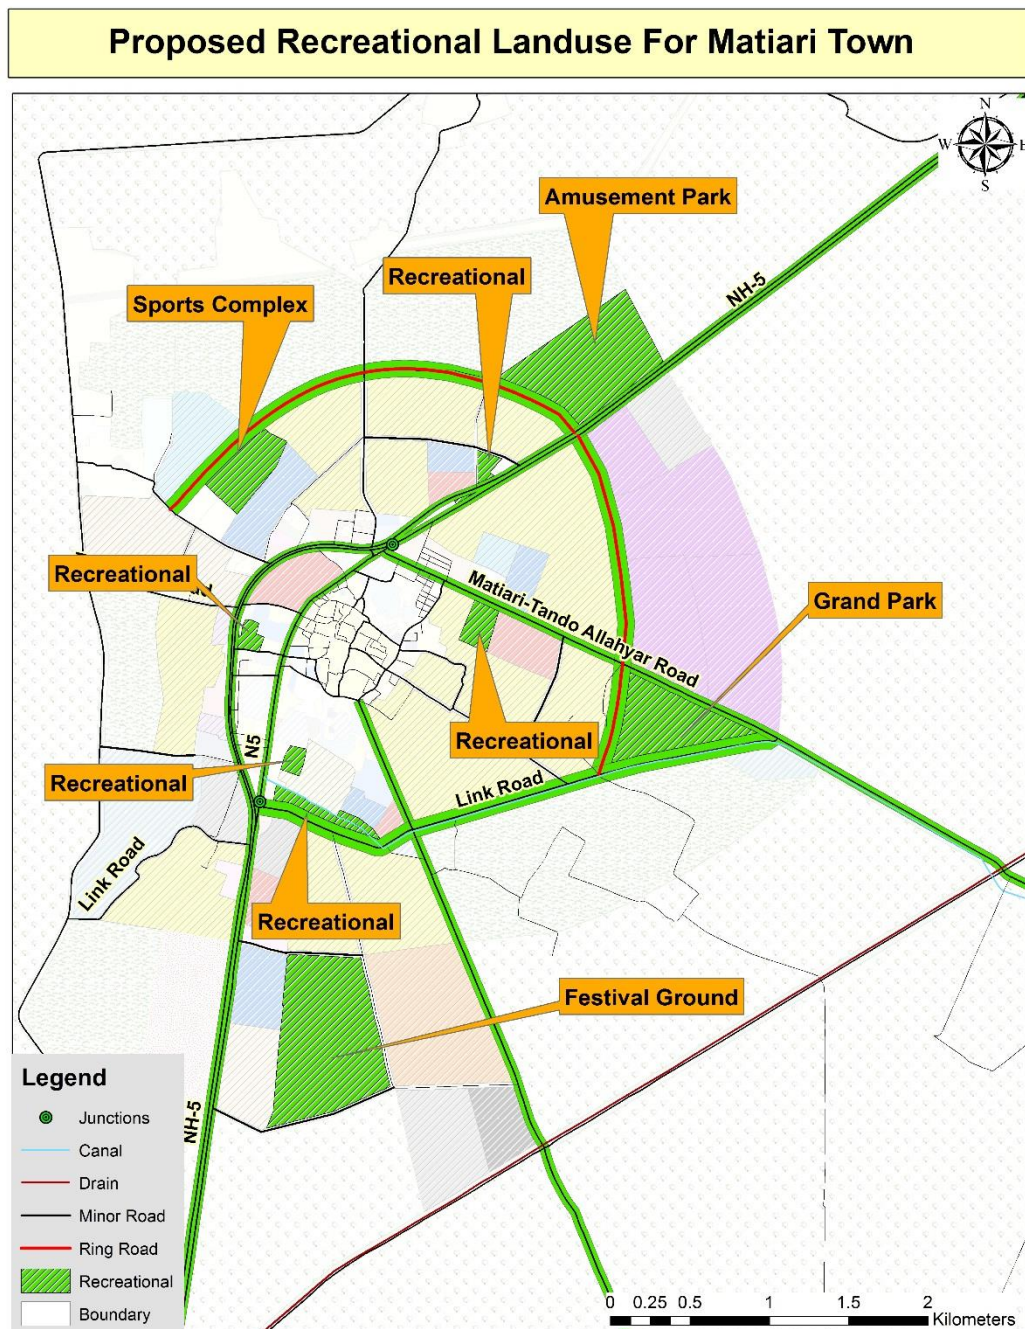 Proposed Recreational Landuse For Matiari Town
N
W E
S
Amusement Park
Recreational
NH-5
Sports Complex
Recreational
Matiari-Tando Allahyar Road
Grand Park
Recreational
N5
Recreational
Link Road
Link Road
Recreational
Festival Ground
NH-5
Legend
Junctions
Canal
Drain
Minor Road
Ring Road
Recreational
Boundary
0 0.25 0.5 1 1.5 2
Kilometers